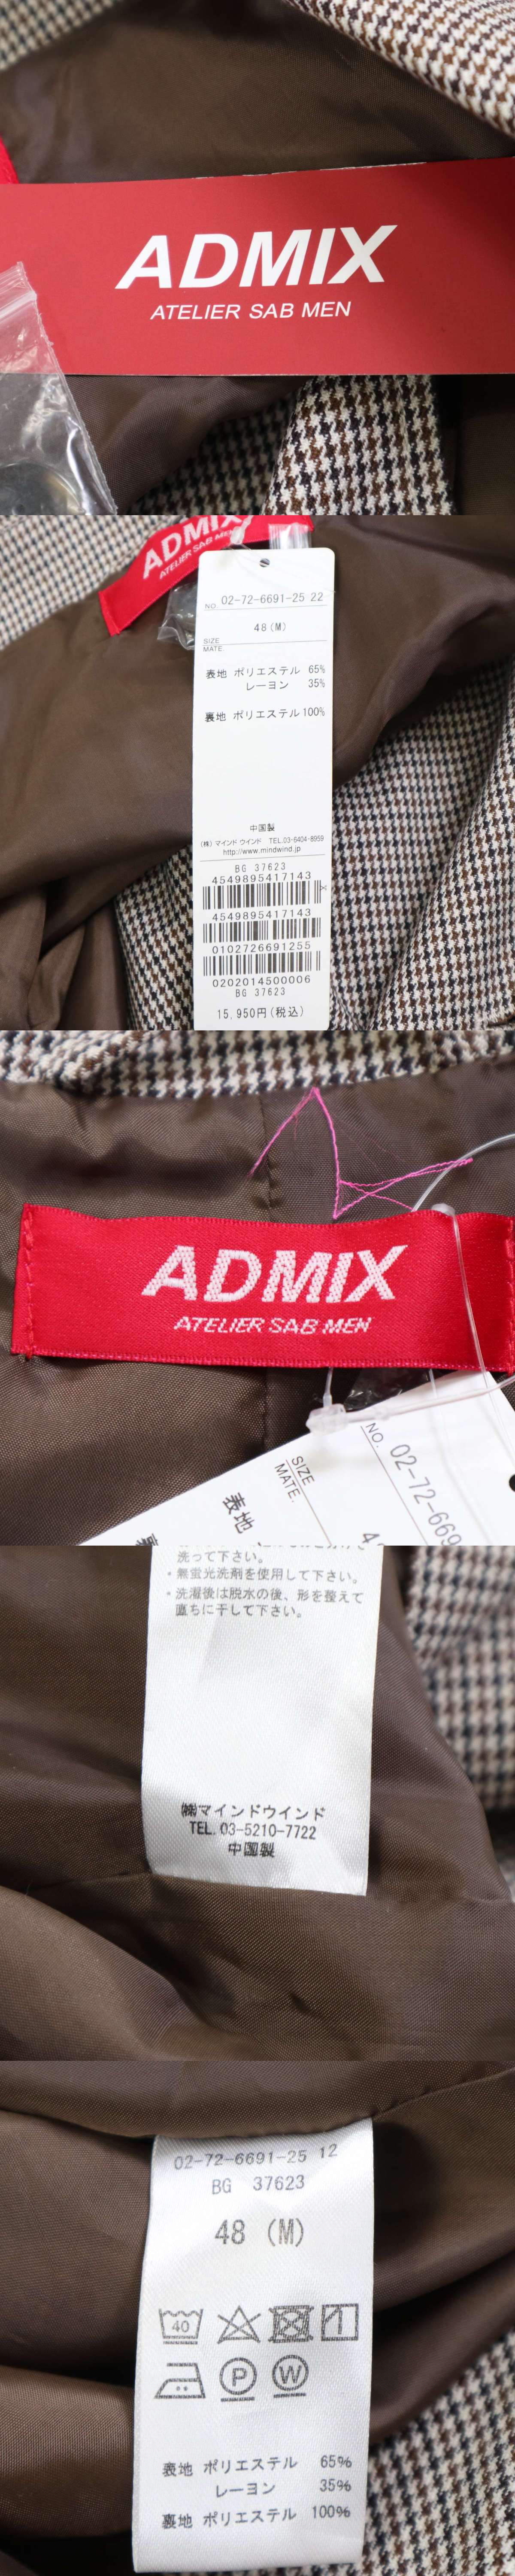 ADMIX
ATELIER SAB MEN
ADMIX
ATELIER SAB MEN
NO. 02-72-6691-25 22
48(M)
SIZE
MATE
表地 ポリエステル 65%
レーヨン 35%
裏地 ポリエステル 100%
中国製
(株) マインド ウインド TEL.03-6404-8959
http://www.mindwind.jp
BG 37623
4549895417143
4549895417143
0102726691255
0202014500006
BG 37623
15,950円(税込)
ADMIX
ATELIER SAB MEN
NO. 02-72-669
SIZE
MATE.
表地
洗って下さい。
・無蛍光洗剤を使用して下さい。
・洗濯後は脱水の後、形を整えて
直ちに干して下さい。
㈱マインドウインド
TEL.03-5210-7722
中国製
02-72-6691-25 12
BG 37623
48 (M)
40
P W
表地 ポリエステル 65%
レーヨン 35%
裏地 ポリエステル 100%